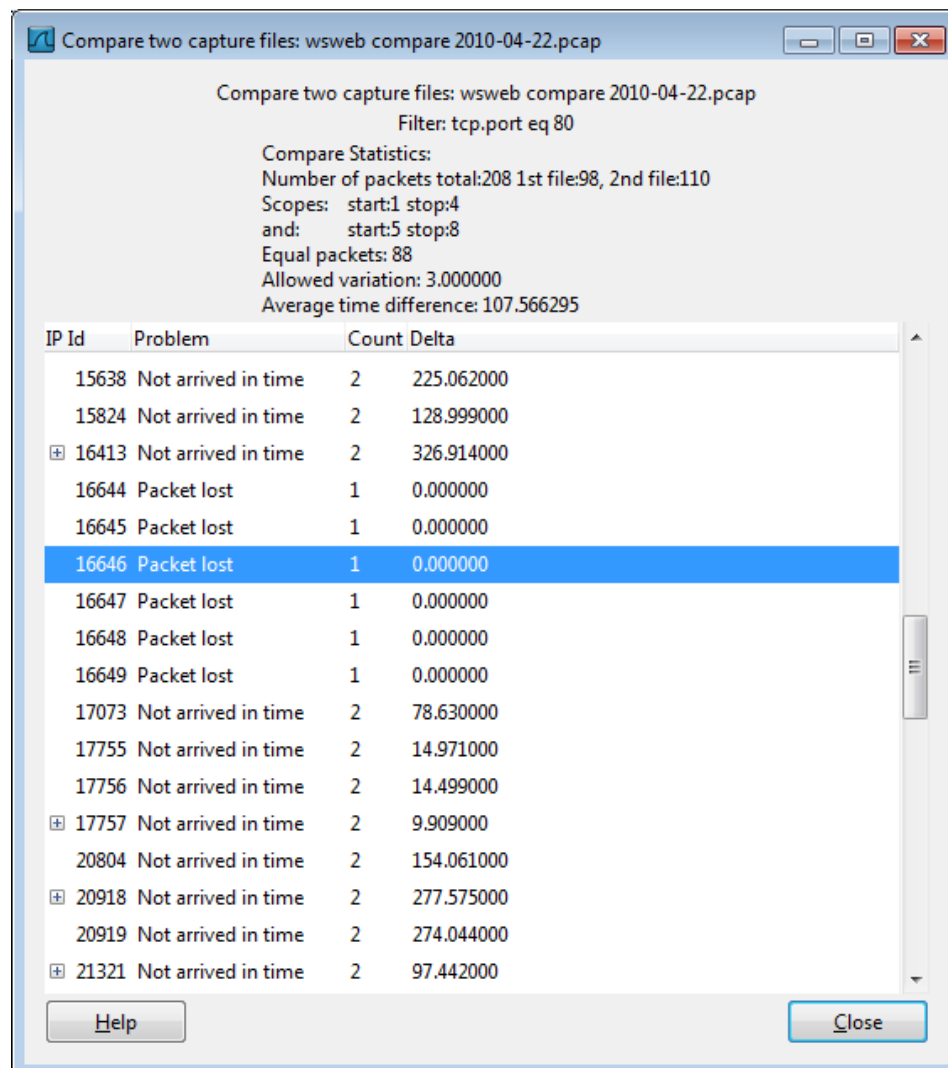 Compare two capture files: wsweb compare 2010-04-22.pcap
Compare two capture files: wsweb compare 2010-04-22.pcap
Filter: tcp.port eq 80
Compare Statistics:
Number of packets total:208 1st file:98, 2nd file:110
Scopes: start:1 stop:4
and: start:5 stop:8
Equal packets: 88
Allowed variation: 3.000000
Average time difference: 107.566295
IP Id Problem Count Delta
15638 Not arrived in time 2 225.062000
15824 Not arrived in time 2 128.999000
16413 Not arrived in time 2 326.914000
16644 Packet lost 1 0.000000
16645 Packet lost 1 0.000000
16646 Packet lost 1 0.000000
16647 Packet lost 1 0.000000
16648 Packet lost 1 0.000000
16649 Packet lost 1 0.000000
17073 Not arrived in time 2 78.630000
17755 Not arrived in time 2 14.971000
17756 Not arrived in time 2 14.499000
17757 Not arrived in time 2 9.909000
20804 Not arrived in time 2 154.061000
20918 Not arrived in time 2 277.575000
20919 Not arrived in time 2 274.044000
21321 Not arrived in time 2 97.442000
Help Close